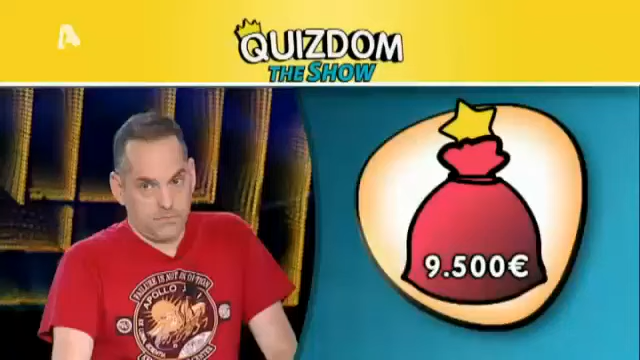 QUIZDOM
THE SHOW
9.500€
FAILURE IS NOT AN OPTION
APOLLO